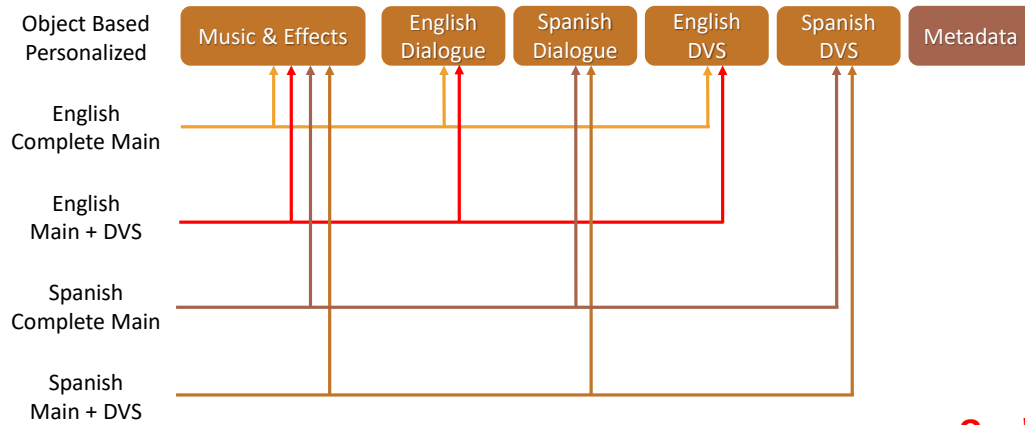 Object Based
Personalized
Music & Effects
English
Dialogue
Spanish
Dialogue
English
DVS
Spanish
DVS
Metadata
English
Complete Main
English
Main + DVS
Spanish
Complete Main
Spanish
Main + DVS